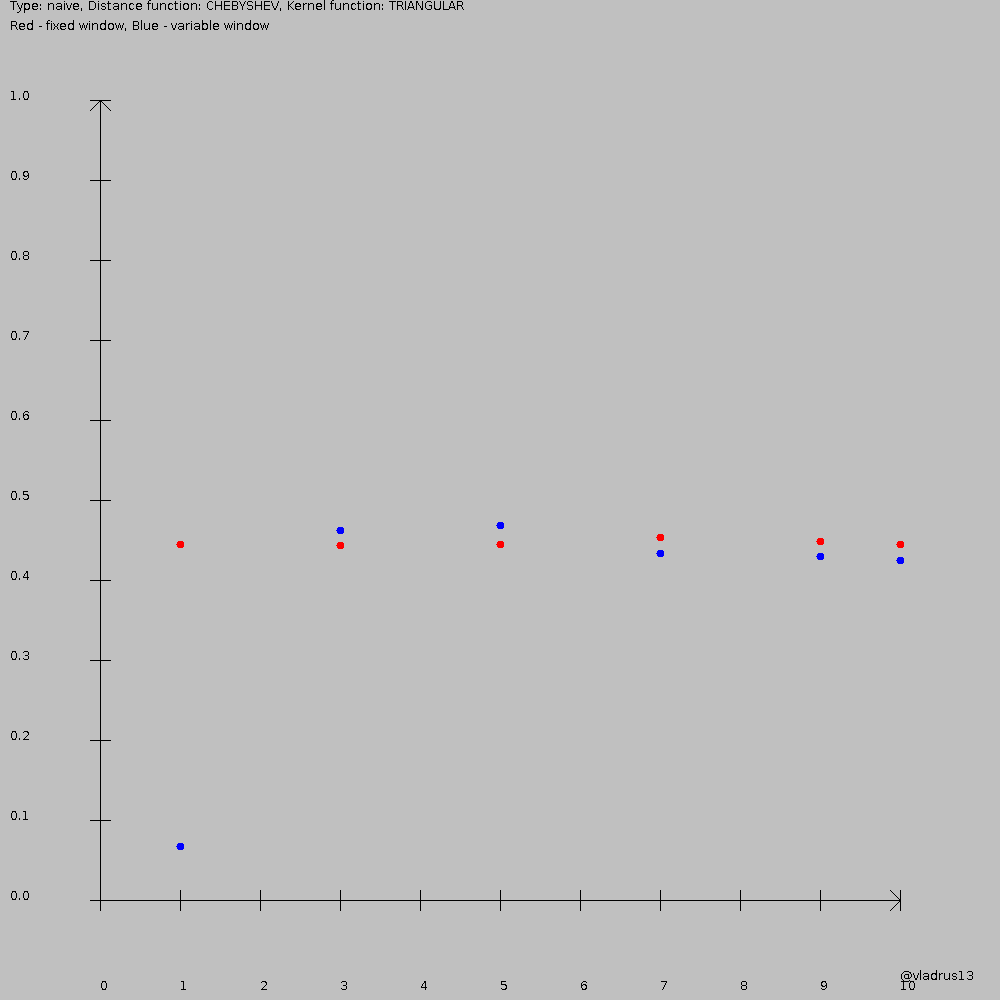 Type: naive, Distance function: CHEBYSHEV, Kernel function: TRIANGULAR
Red - fixed window, Blue - variable window
1.0
0.9
0.8
0.7
0.6
0.5
0.4
0.3
0.2
0.1
0.0
@vladrus13
0 1 2 3 4 5 6 7 8 9 10